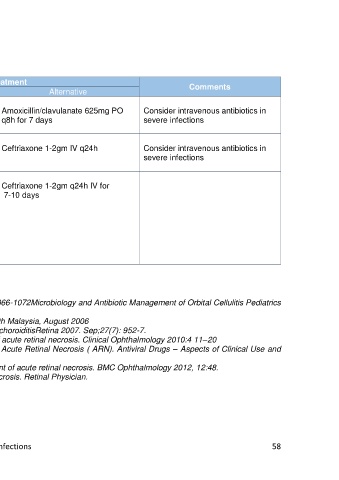 atment
Alternative
Comments
Amoxicillin/clavulanate 625mg PO
q8h for 7 days
Consider intravenous antibiotics in
severe infections
Ceftriaxone 1-2gm IV q24h
Consider intravenous antibiotics in
severe infections
Ceftriaxone 1-2gm q24h IV for
7-10 days
066-1072Microbiology and Antibiotic Management of Orbital Cellulitis Pediatrics
th Malaysia, August 2006
choroiditisRetina 2007. Sep;27(7): 952-7.
acute retinal necrosis. Clinical Ophthalmology 2010:4 11–20
Acute Retinal Necrosis ( ARN). Antiviral Drugs – Aspects of Clinical Use and
nt of acute retinal necrosis. BMC Ophthalmology 2012, 12:48.
crosis. Retinal Physician.
nfections
58